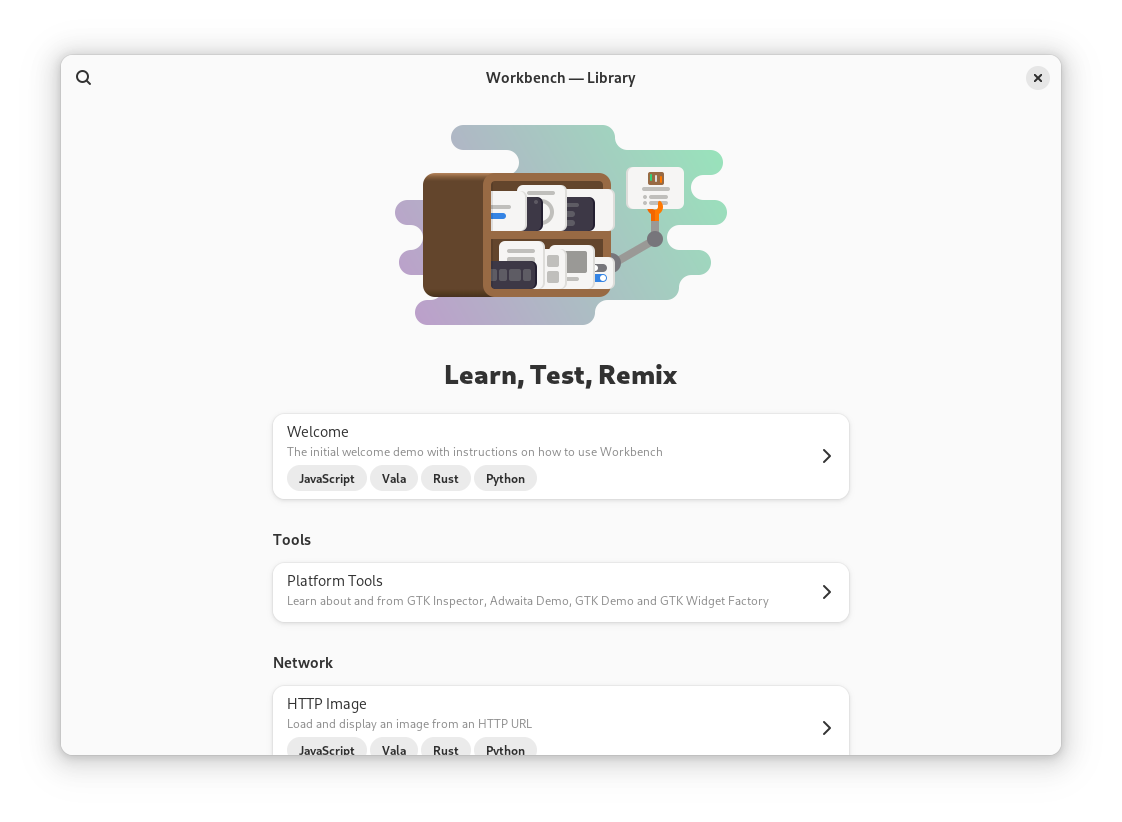 Workbench — Library
Learn, Test, Remix
Welcome
The initial welcome demo with instructions on how to use Workbench
JavaScript Vala Rust Python
Tools
Platform Tools
Learn about and from GTK Inspector, Adwaita Demo, GTK Demo and GTK Widget Factory
Network
HTTP Image
Load and display an image from an HTTP URL
JavaScript Vala Rust Python